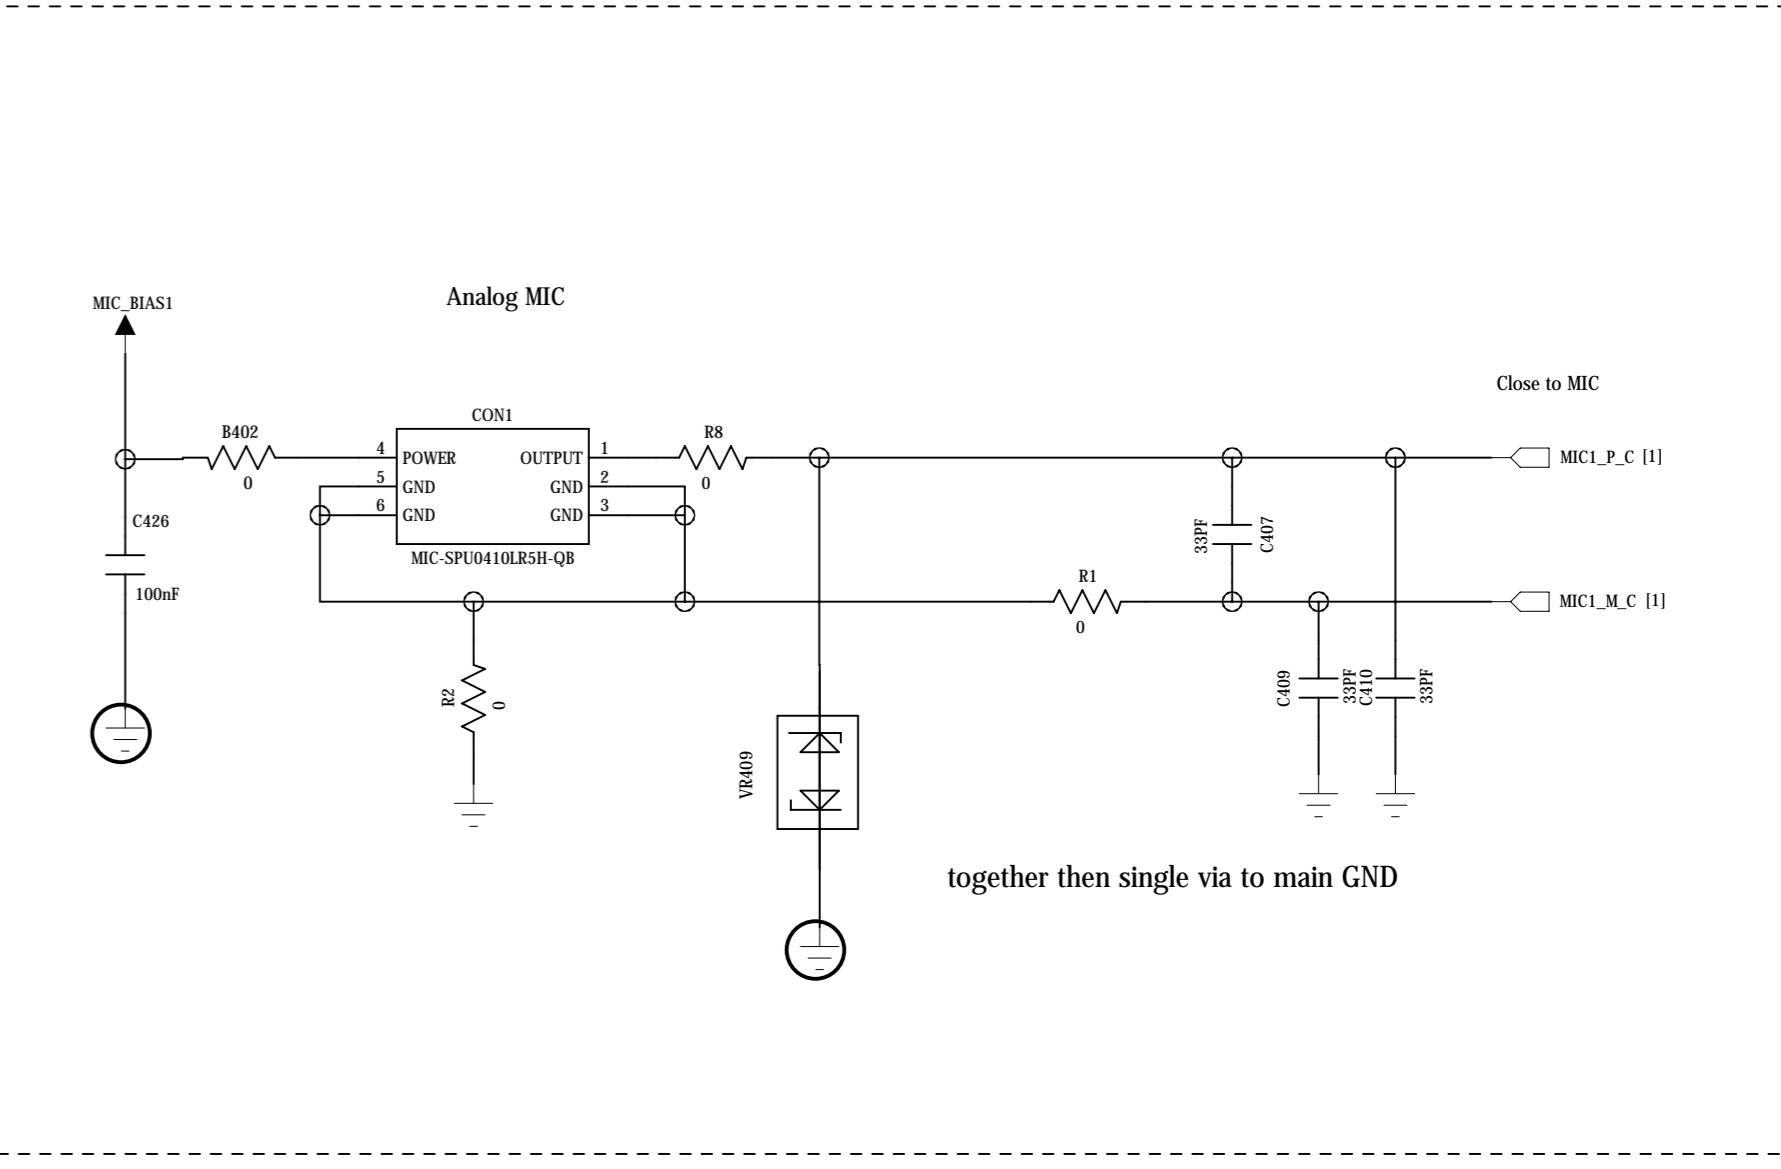 MIC_BIAS1
Analog MIC
Close to MIC
CON1
B402
0
4
POWER
OUTPUT
1
5
GND
GND
2
6
GND
GND
3
MIC-SPU0410LR5H-QB
R8
0
MIC1_P_C [1]
C426
100nF
33PF
C407
R1
0
MIC1_M_C [1]
R2
0
C409
33PF
C410
33PF
VR409
together then single via to main GND